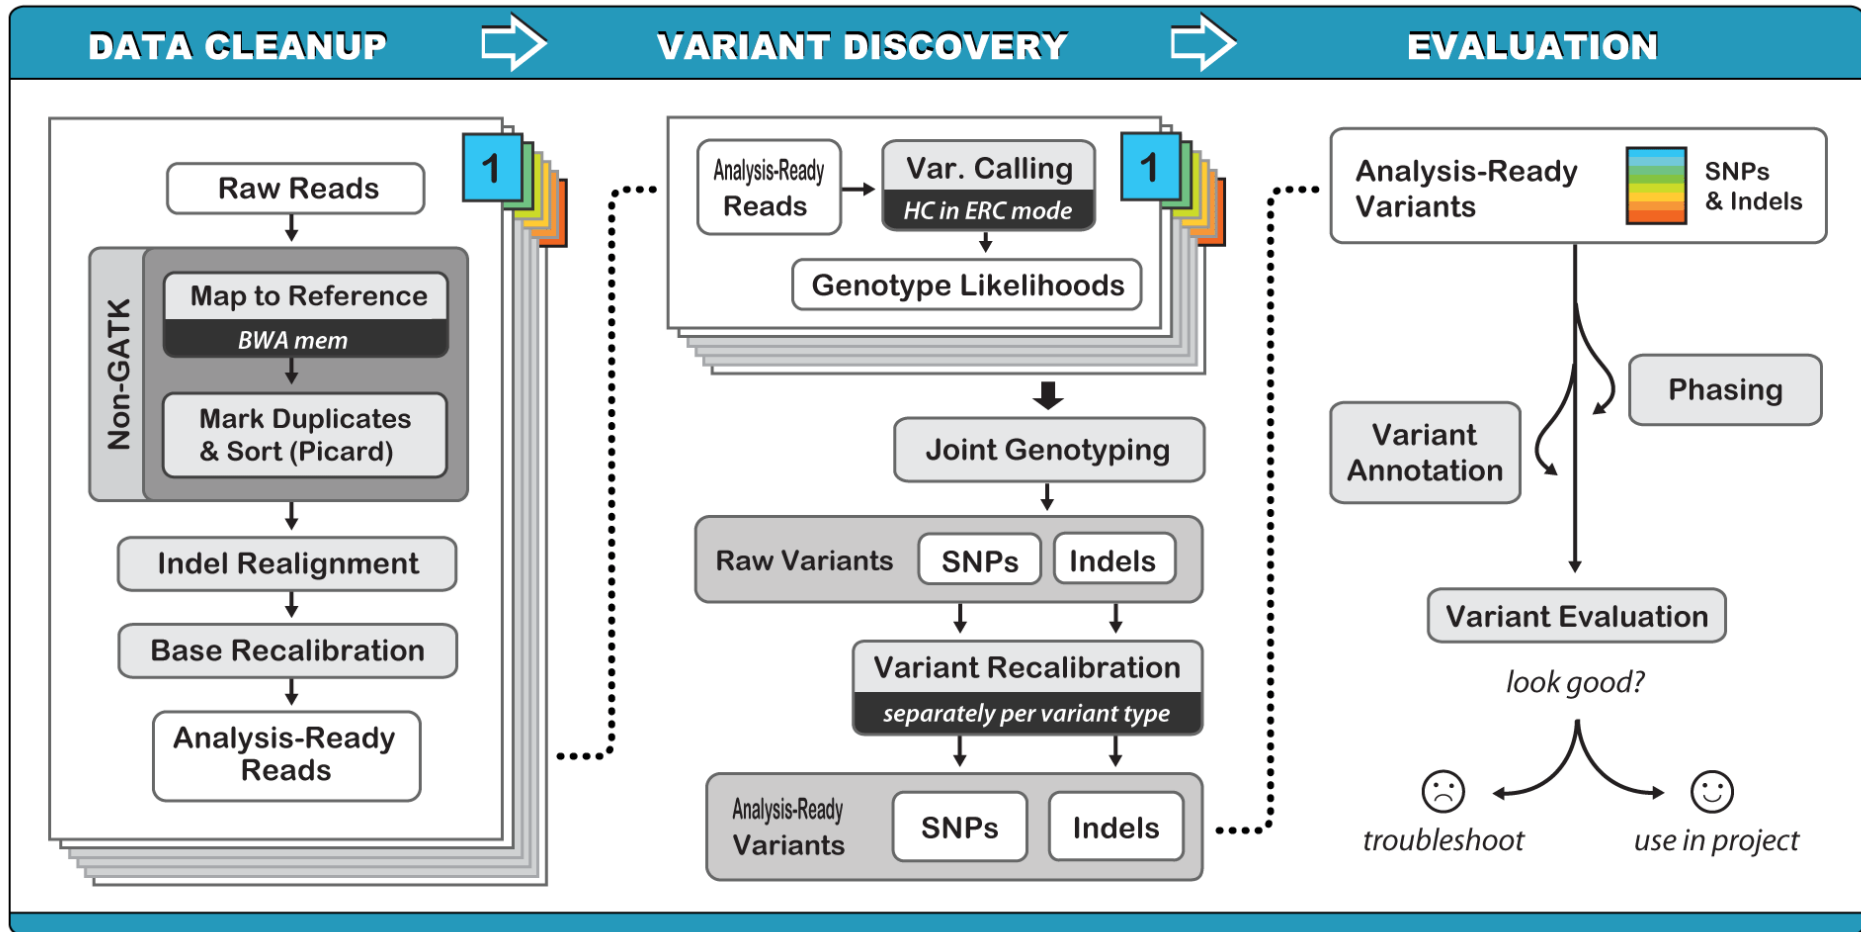 DATA CLEANUP
VARIANT DISCOVERY
EVALUATION
1
Raw Reads
Non-GATK
Map to Reference
BWA mem
Mark Duplicates
& Sort (Picard)
Indel Realignment
Base Recalibration
Analysis-Ready
Reads
1
Analysis-Ready
Reads
Var. Calling
HC in ERC mode
Genotype Likelihoods
Joint Genotyping
Raw Variants
SNPs
Indels
Variant Recalibration
separately per variant type
Analysis-Ready
Variants
SNPs
Indels
Analysis-Ready
Variants
SNPs
& Indels
Phasing
Variant
Annotation
Variant Evaluation
look good?
troubleshoot
use in project